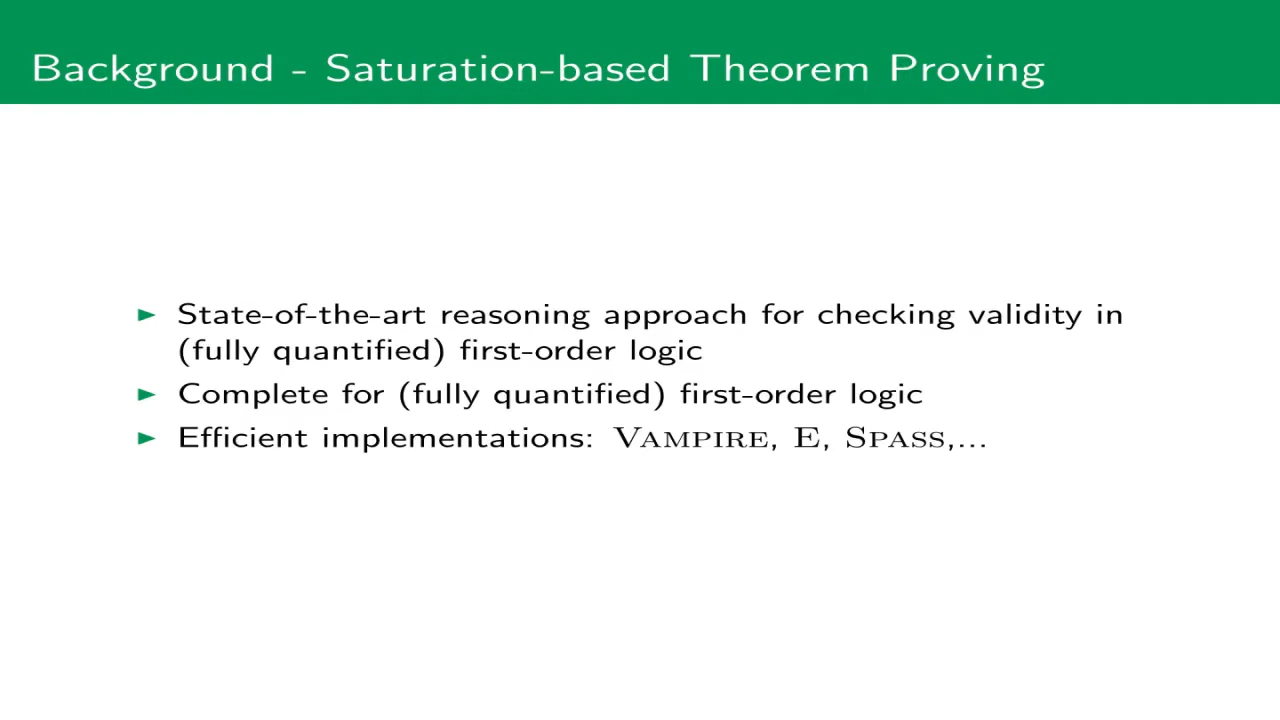 Background - Saturation-based Theorem Proving
► State-of-the-art reasoning approach for checking validity in
(fully quantified) first-order logic
► Complete for (fully quantified) first-order logic
► Efficient implementations: VAMPIRE, E, SPASS,...